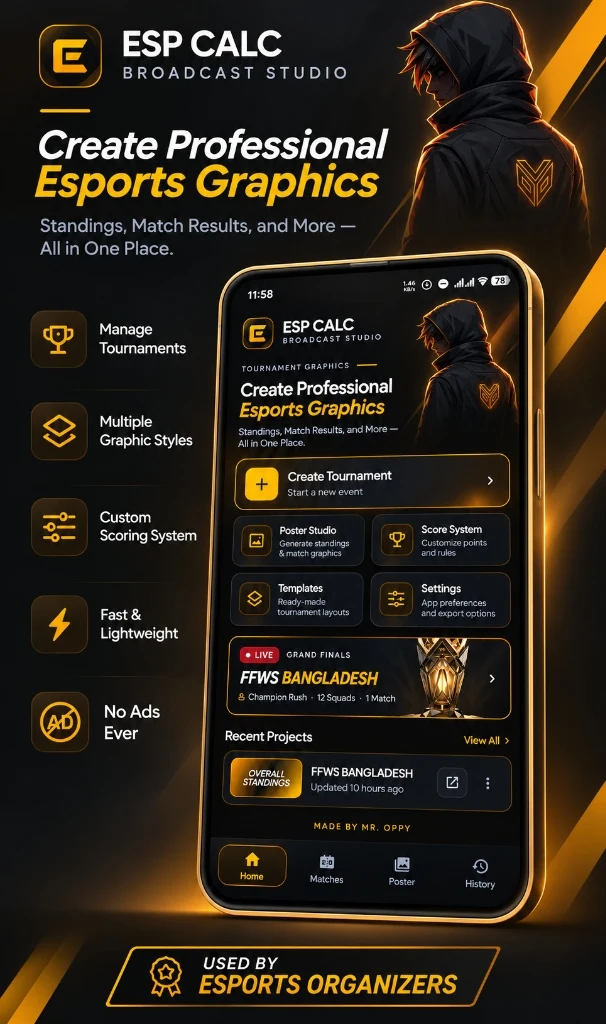 ESP CALC
BROADCAST STUDIO
Create Professional
Esports Graphics
Standings, Match Results, and More —
All in One Place.
Manage
Tournaments
Multiple
Graphic Styles
Custom
Scoring System
Fast &
Lightweight
AD
No Ads
Ever
11:58
1.46
KB/s
78
ESP CALC
BROADCAST STUDIO
TOURNAMENT GRAPHICS
Create Professional
Esports Graphics
Standings, Match Results, and More —
All in One Place.
Create Tournament
Start a new event
Poster Studio
Generate standings
& match graphics
Score System
Customize points
and rules
Templates
Ready-made
tournament layouts
Settings
App preferences
and export options
LIVE GRAND FINALS
FFWS BANGLADESH
Champion Rush · 12 Squads · 1 Match
Recent Projects
View All
OVERALL
STANDINGS
FFWS BANGLADESH
Updated 10 hours ago
MADE BY MR. OPPY
Home
Matches
Poster
History
USED BY
ESPORTS ORGANIZERS